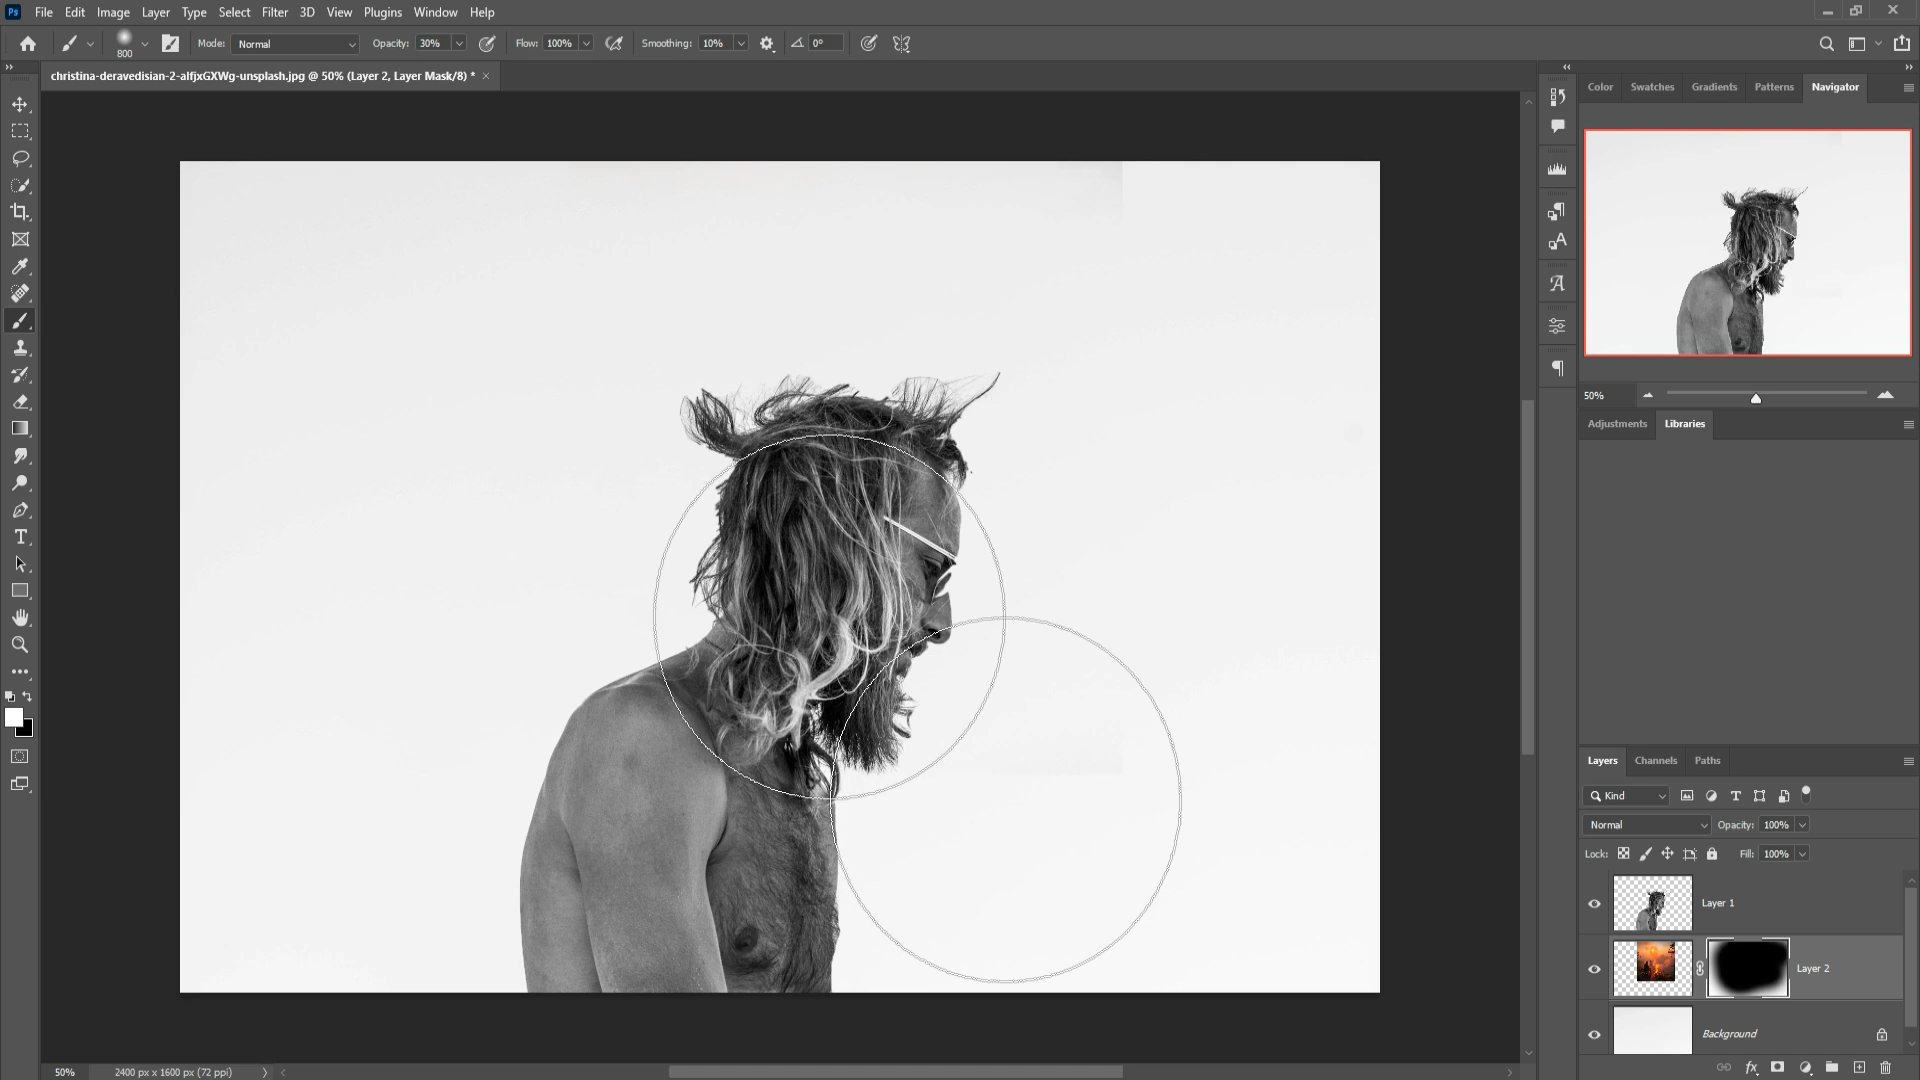 Ps File Edit Image Layer Type Select Filter 3D View Plugins Window Help
800 Mode: Normal Opacity: 30% Flow: 100% Smoothing: 10% 0°
christina-deravedisian-2-alfjxGXWg-unsplash.jpg @ 50% (Layer 2, Layer Mask/8) *
Color Swatches Gradients Patterns Navigator
50%
Adjustments Libraries
Layers Channels Paths
Kind
Normal Opacity: 100%
Lock: Fill: 100%
Layer 1
Layer 2
Background
50% 2400 px x 1600 px (72 ppi)